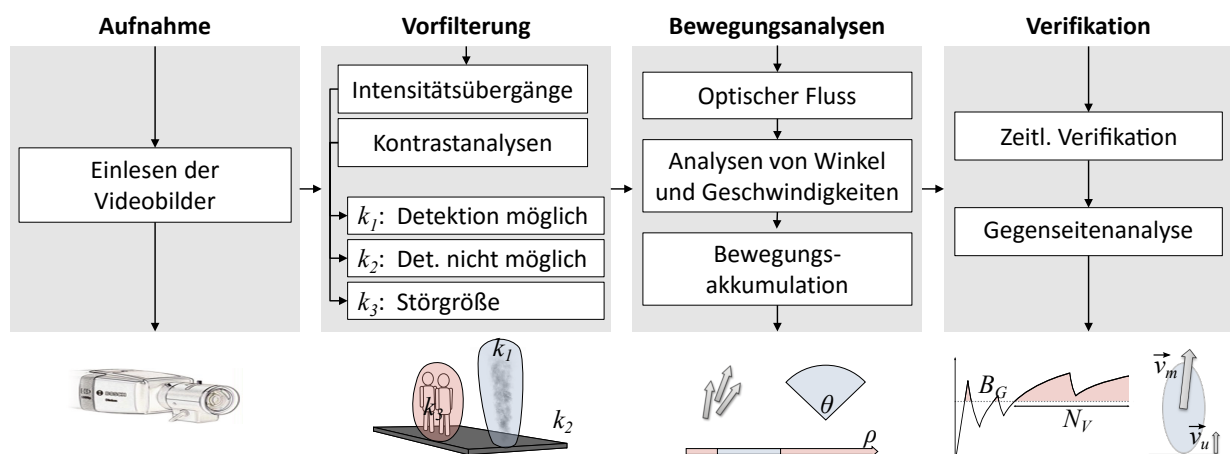 Aufnahme
Einlesen der
Videobilder
Vorfilterung
Intensitätsübergänge
Kontrastanalysen
k1: Detektion möglich
k2: Det. nicht möglich
k3: Störgröße
Bewegungsanalysen
Optischer Fluss
Analysen von Winkel
und Geschwindigkeiten
Bewegungs-
akkumulation
Verifikation
Zeitl. Verifikation
Gegenseitenanalyse
BOSCH
k1
k3
k2
θ
ρ
BG
NV
vm
vu